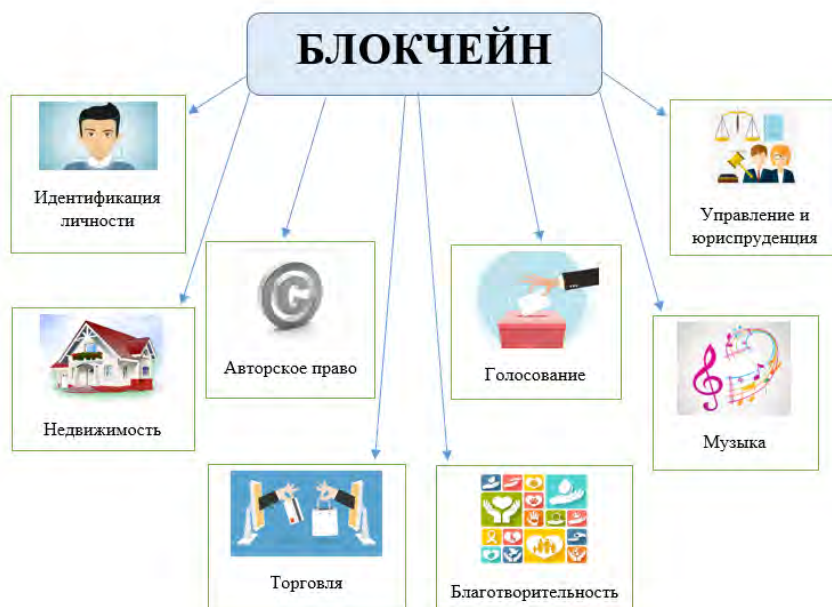 БЛОКЧЕЙН
Идентификация
личности
Управление и
юриспруденция
Авторское право
Голосование
Недвижимость
Музыка
Торговля
Благотворительность